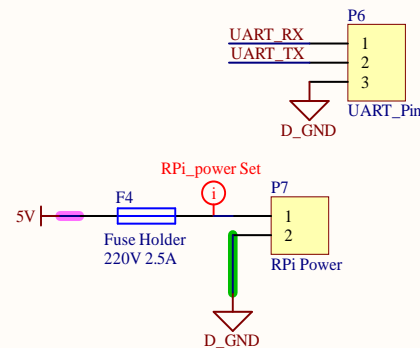 P6
UART_RX
1
UART_TX
2
3
UART_Pin
D_GND
RPi_power Set
i
P7
F4
5V
1
2
Fuse Holder
220V 2.5A
RPi Power
D_GND